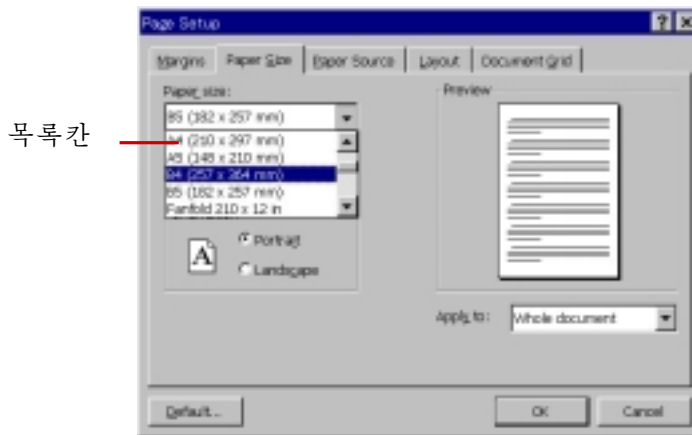 Page Setup
Margins Paper Size Paper Source Layout Document Grid
Paper size:
Preview
B5 (182 x 257 mm)
목록칸
A4 (210 x 297 mm)
A5 (148 x 210 mm)
B4 (257 x 364 mm)
B5 (182 x 257 mm)
Fanfold 210 x 12 in
A
Portrait
Landscape
Apply to: Whole document
Default... OK Cancel